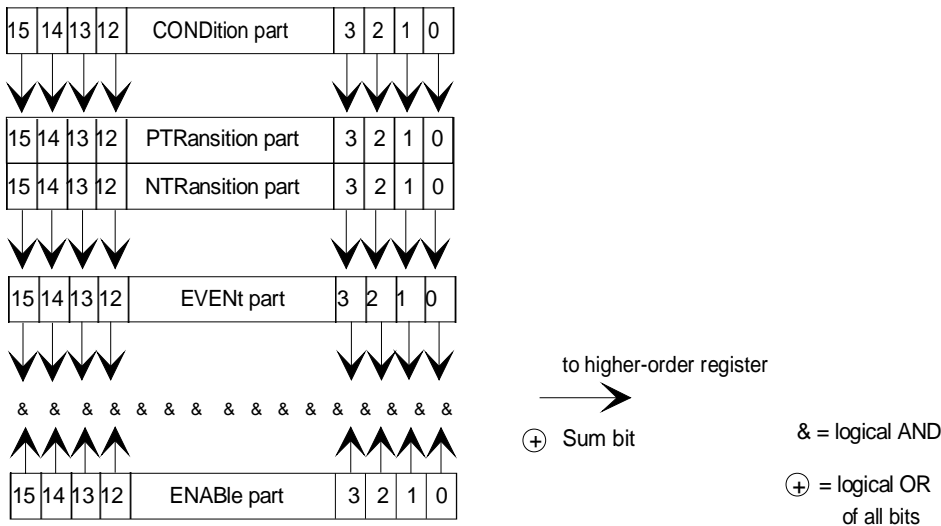 15 14 13 12 CONDition part 3 2 1 0
15 14 13 12 PTRansition part 3 2 1 0
15 14 13 12 NTRansition part 3 2 1 0
15 14 13 12 EVENt part 3 2 1 0
to higher-order register
& & & & & & & & & & & & & & & &
+ Sum bit
& = logical AND
15 14 13 12 ENABle part 3 2 1 0
+ = logical OR
of all bits